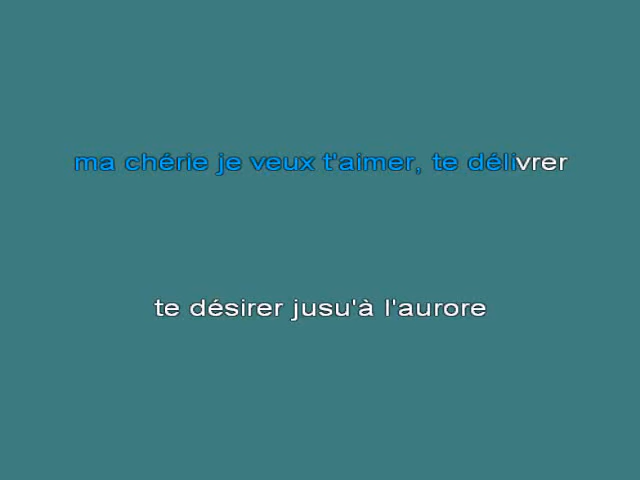 ma chérie je veux t'aimer, te délivrer
te désirer jusu'à l'aurore